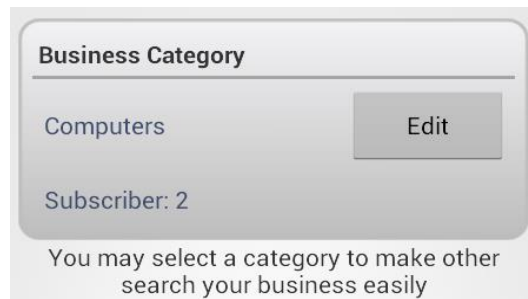 Business Category
Computers
Edit
Subscriber: 2
You may select a category to make other
search your business easily